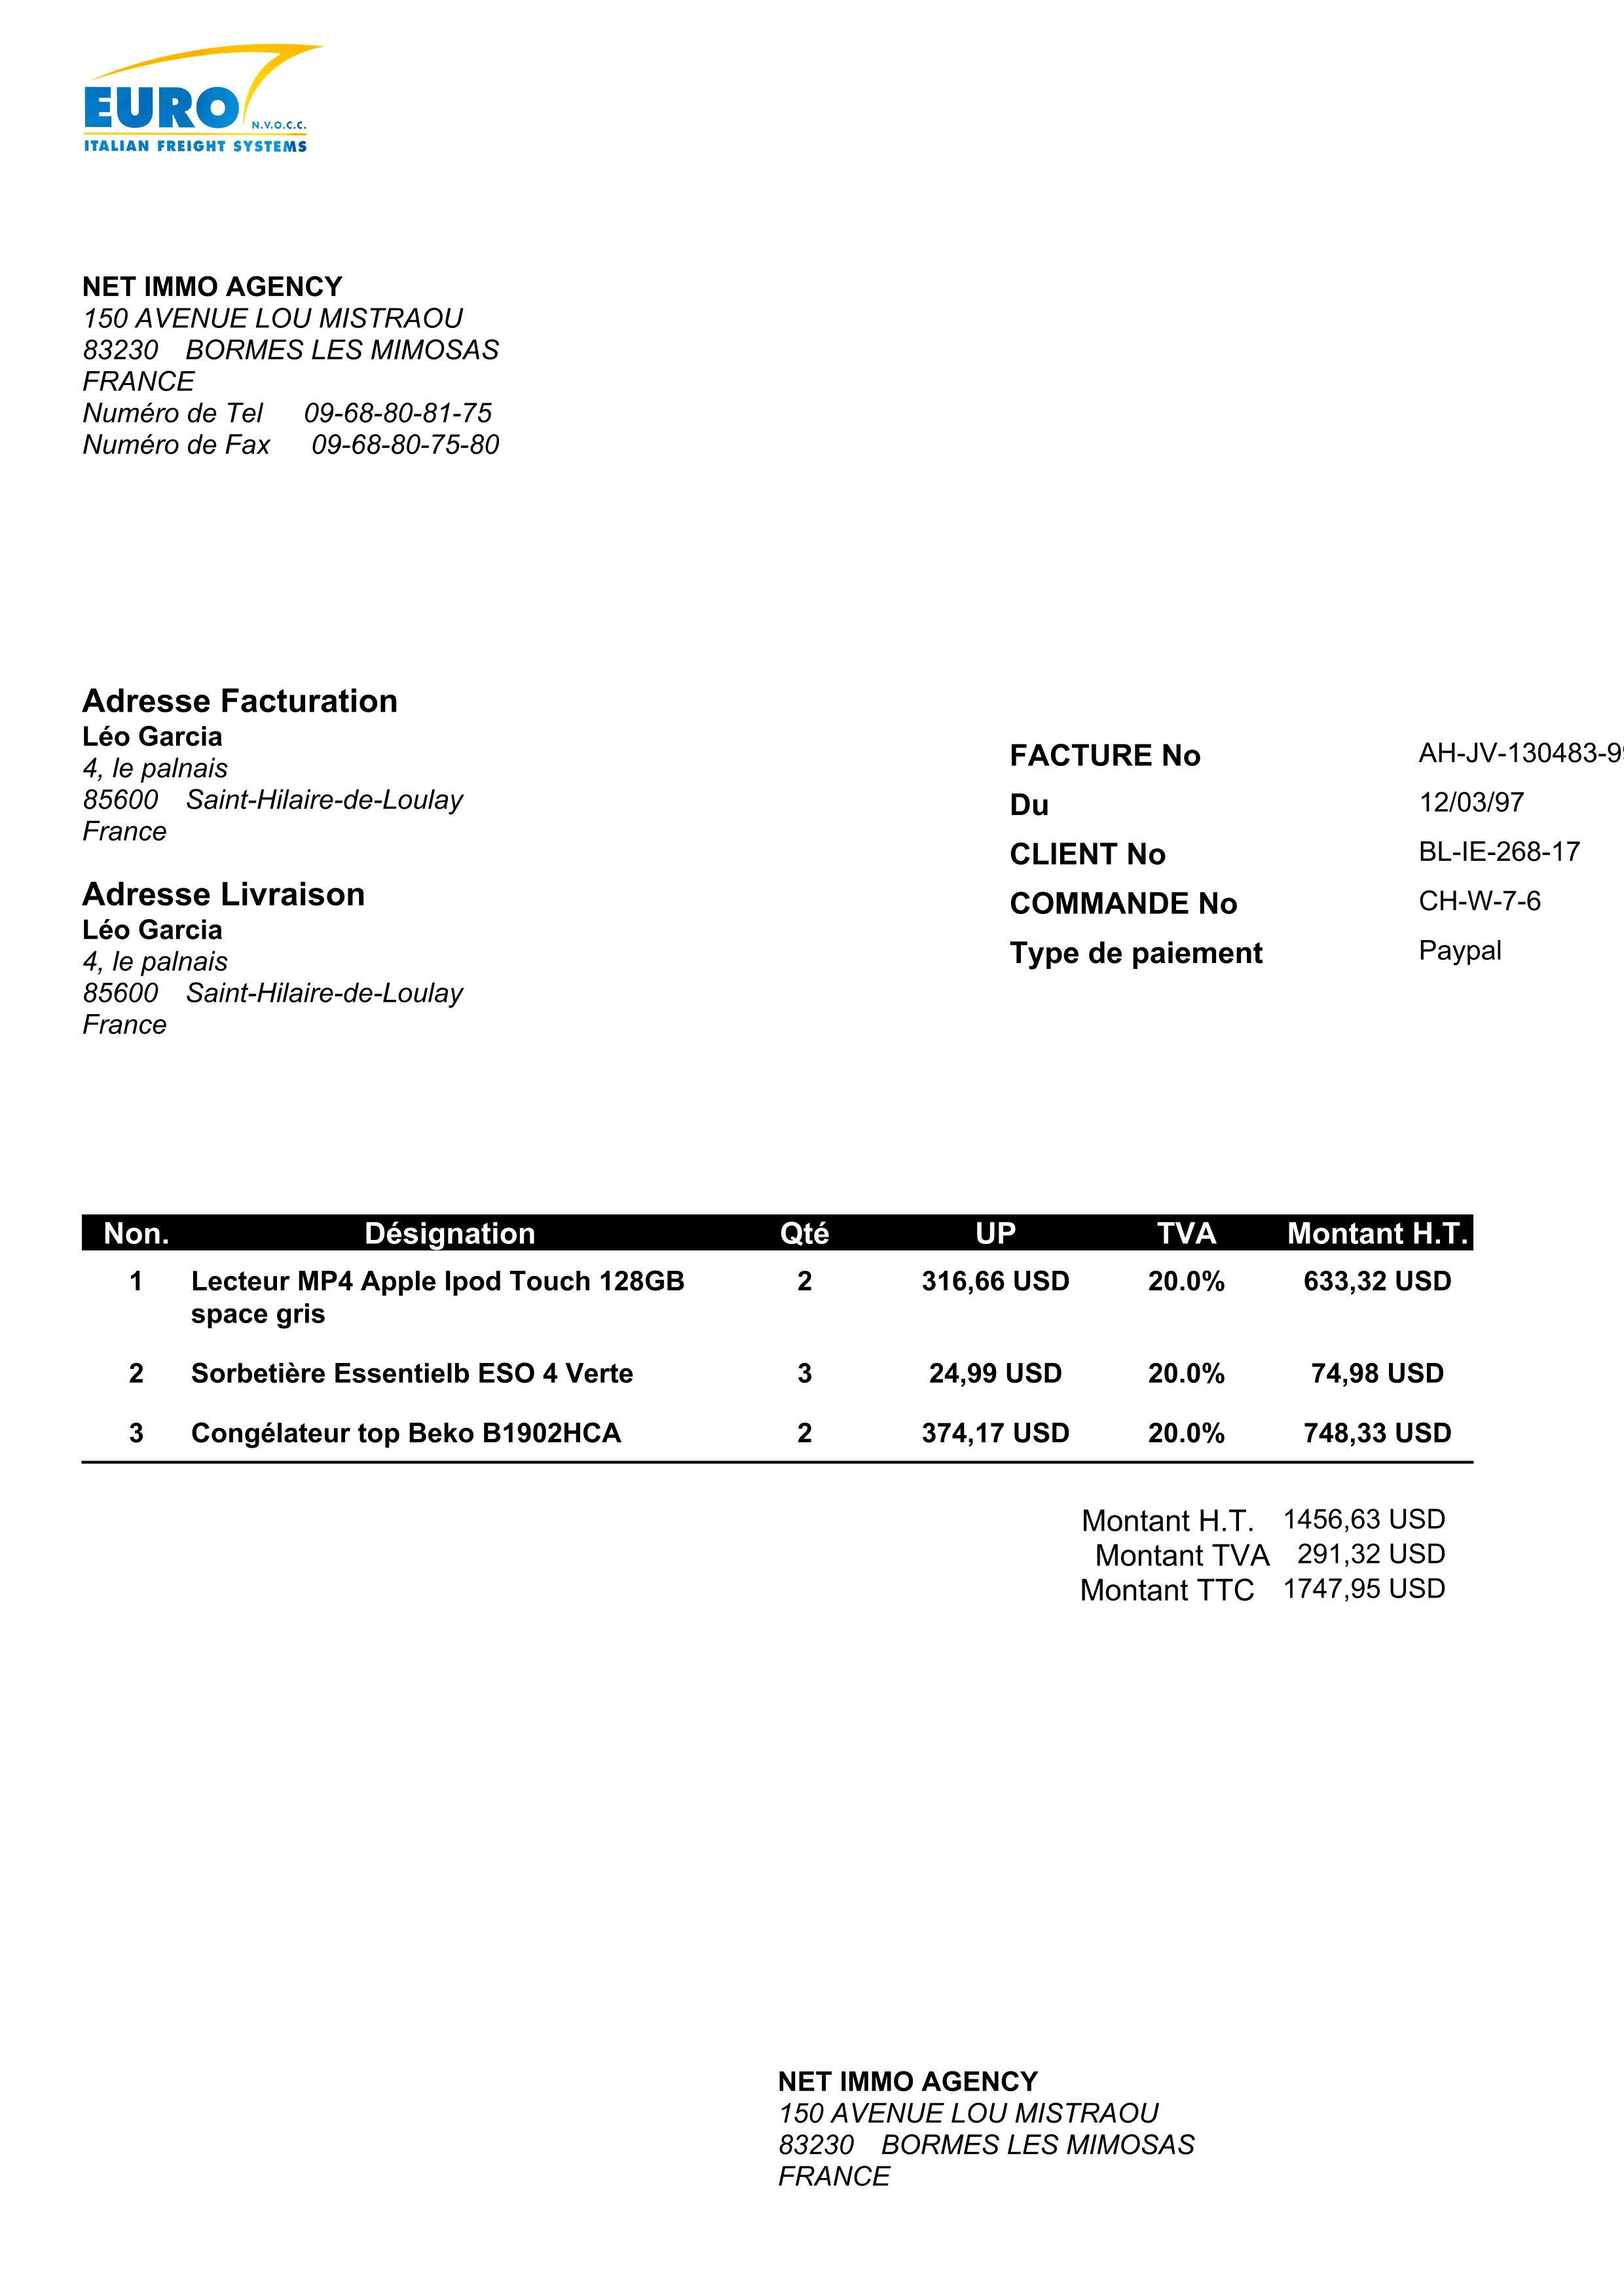 EURO
N.V.O.C.C.
ITALIAN FREIGHT SYSTEMS
NET IMMO AGENCY
150 AVENUE LOU MISTRAOU
83230 BORMES LES MIMOSAS
FRANCE
Numéro de Tel 09-68-80-81-75
Numéro de Fax 09-68-80-75-80
Adresse Facturation
Léo Garcia
4, le palnais
85600 Saint-Hilaire-de-Loulay
France
Adresse Livraison
Léo Garcia
4, le palnais
85600 Saint-Hilaire-de-Loulay
France
FACTURE No AH-JV-130483-9
Du 12/03/97
CLIENT No BL-IE-268-17
COMMANDE No CH-W-7-6
Type de paiement Paypal
Non. Désignation Qté UP TVA Montant H.T.
1 Lecteur MP4 Apple Ipod Touch 128GB 2 316,66 USD 20.0% 633,32 USD
space gris
2 Sorbetière Essentielb ESO 4 Verte 3 24,99 USD 20.0% 74,98 USD
3 Congélateur top Beko B1902HCA 2 374,17 USD 20.0% 748,33 USD
Montant H.T. 1456,63 USD
Montant TVA 291,32 USD
Montant TTC 1747,95 USD
NET IMMO AGENCY
150 AVENUE LOU MISTRAOU
83230 BORMES LES MIMOSAS
FRANCE